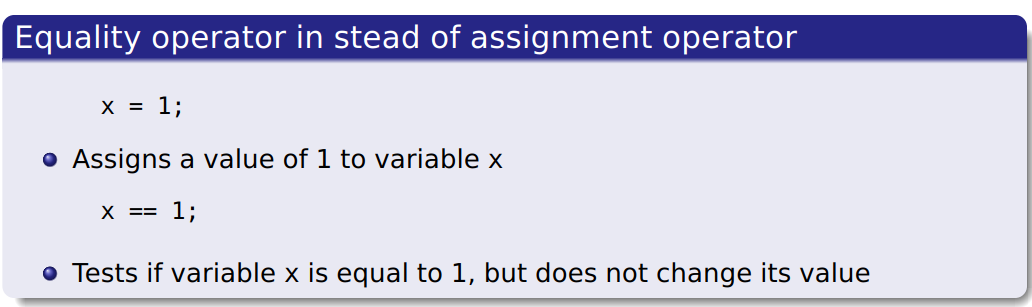 Equality operator in stead of assignment operator
x = 1;
Assigns a value of 1 to variable x
x == 1;
Tests if variable x is equal to 1, but does not change its value